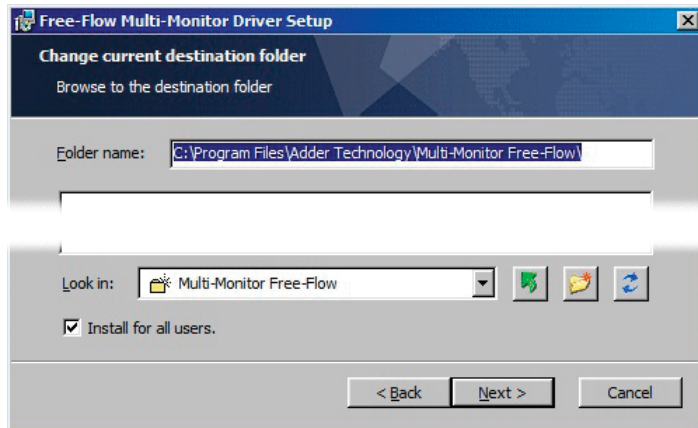 Free-Flow Multi-Monitor Driver Setup
Change current destination folder
Browse to the destination folder
Folder name: C:\Program Files\Adder Technology\Multi-Monitor Free-Flow\
Look in: Multi-Monitor Free-Flow
Install for all users.
< Back Next > Cancel